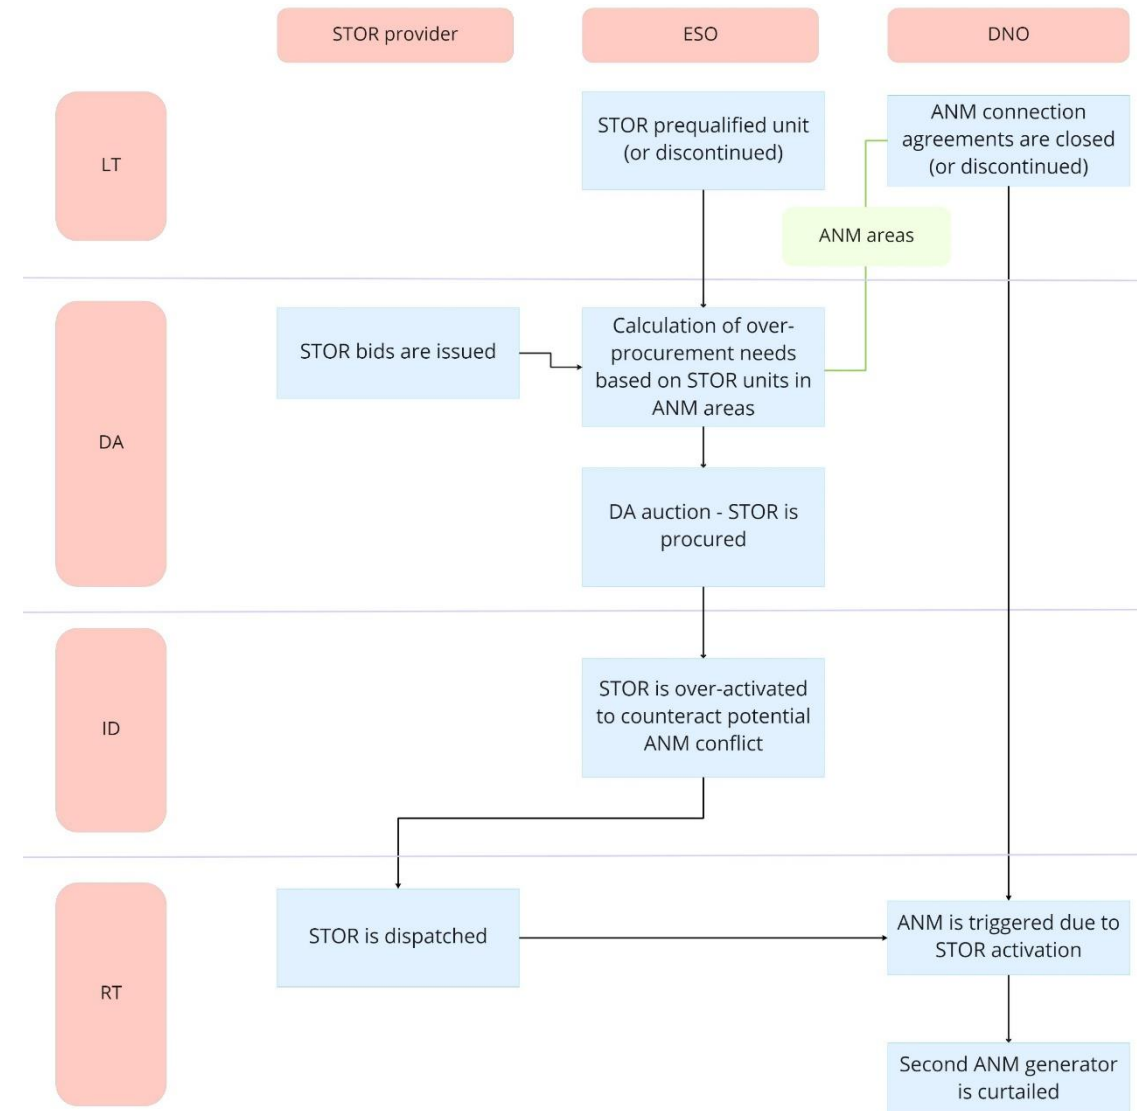 STOR provider
ESO
DNO
LT
STOR prequalified unit
(or discontinued)
ANM connection
agreements are closed
(or discontinued)
ANM areas
DA
STOR bids are issued
Calculation of over-
procurement needs
based on STOR units in
ANM areas
DA auction - STOR is
procured
ID
STOR is over-activated
to counteract potential
ANM conflict
RT
STOR is dispatched
ANM is triggered due to
STOR activation
Second ANM generator
is curtailed